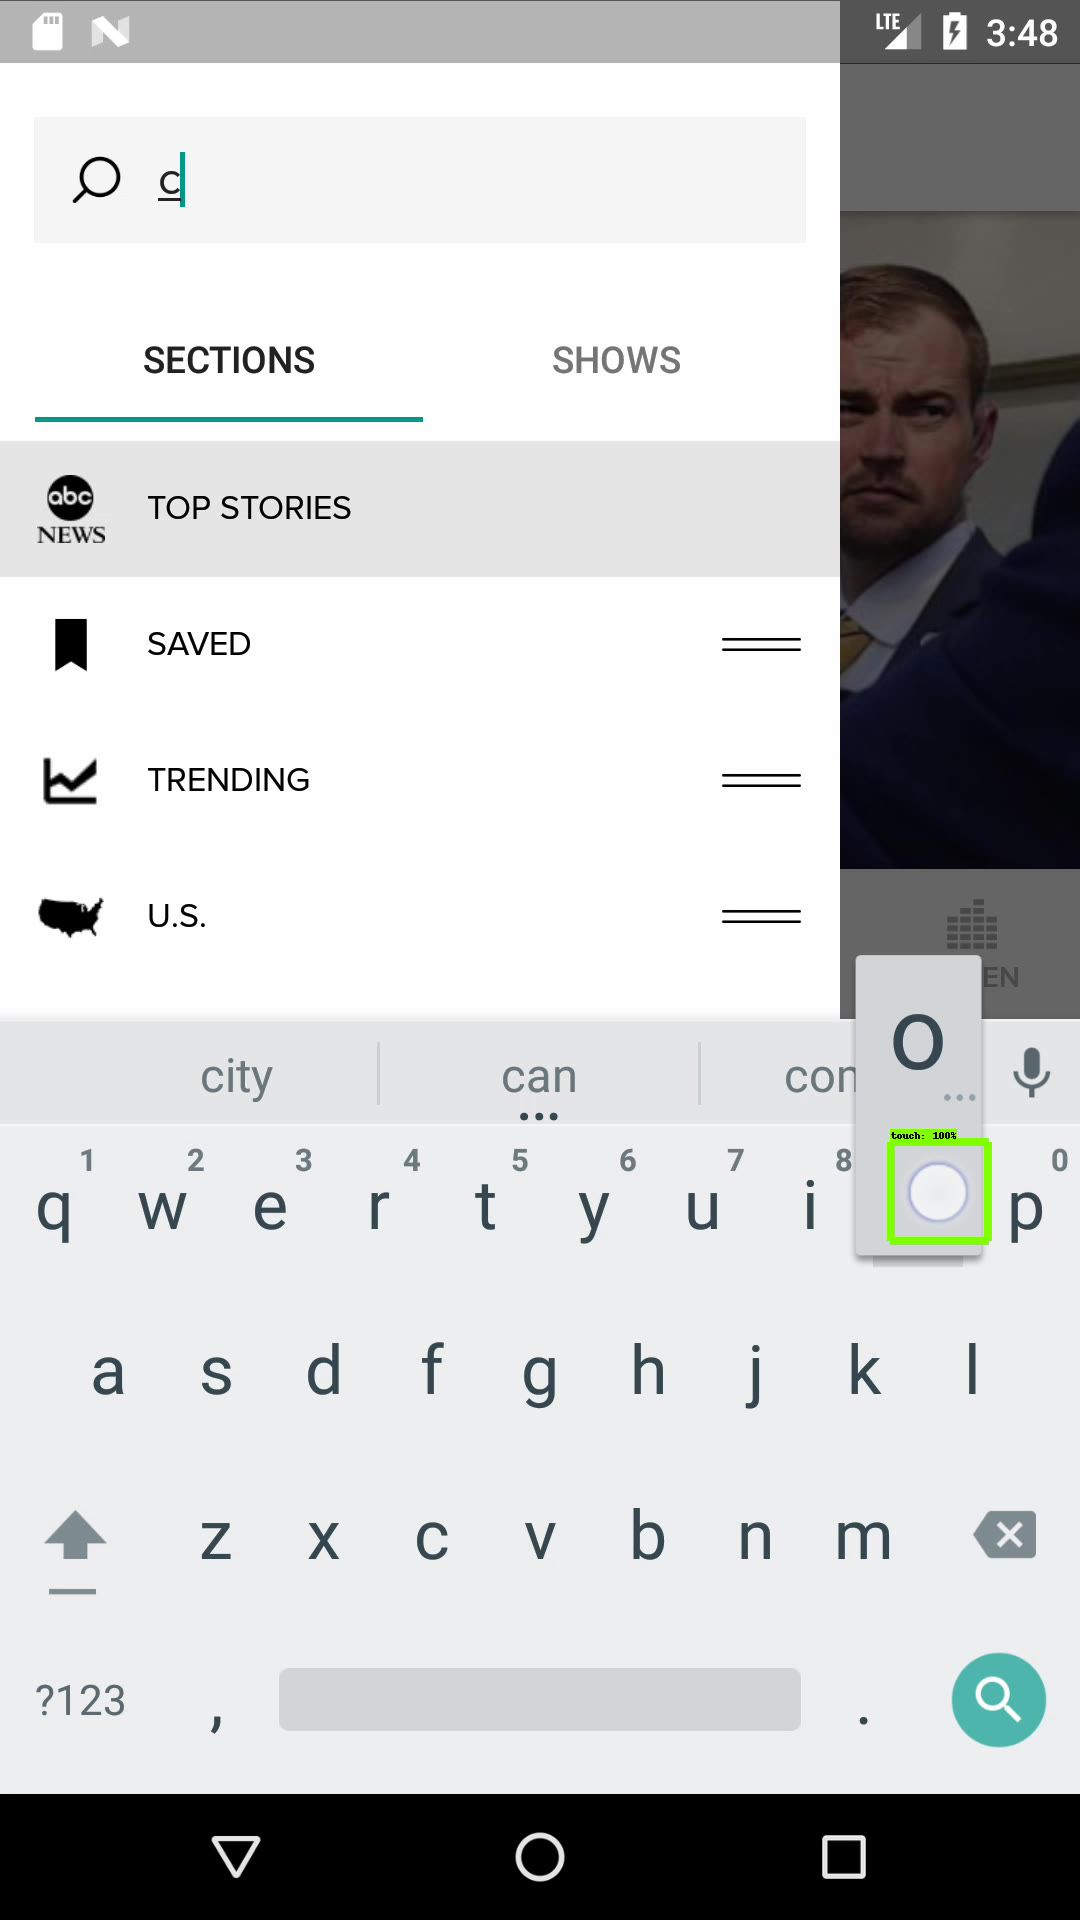 LTE 3:48
c
SECTIONS SHOWS
abc NEWS TOP STORIES
SAVED
TRENDING
U.S.
EN
O
city can
...
touch: 100%
1 2 3 4 5 6 7 8 0
q w e r t y u i p
a s d f g h j k l
z x c v b n m
?123 , .